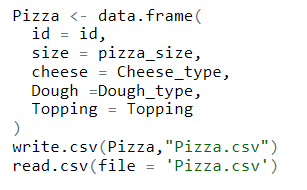 Pizza <- data.frame(
  id = id,
  size = pizza_size,
  cheese = Cheese_type,
  Dough =Dough_type,
  Topping = Topping
)
write.csv(Pizza,"Pizza.csv")
read.csv(file = 'Pizza.csv')